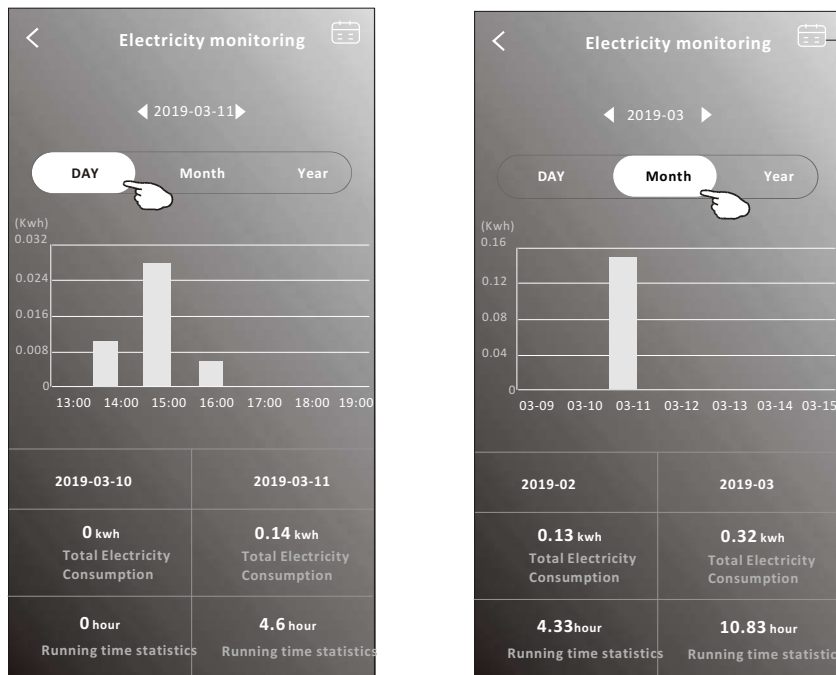 Electricity monitoring
2019-03-11
DAY Month Year
(Kwh)
0.032
0.024
0.016
0.008
0
13:00 14:00 15:00 16:00 17:00 18:00 19:00
2019-03-10 2019-03-11
0 kwh 0.14 kwh
Total Electricity Total Electricity
Consumption Consumption
0 hour 4.6 hour
Running time statistics Running time statistics
Electricity monitoring
2019-03
DAY Month Year
(Kwh)
0.16
0.12
0.08
0.04
0
03-09 03-10 03-11 03-12 03-13 03-14 03-15
2019-02 2019-03
0.13 kwh 0.32 kwh
Total Electricity Total Electricity
Consumption Consumption
4.33hour 10.83 hour
Running time statistics Running time statistic